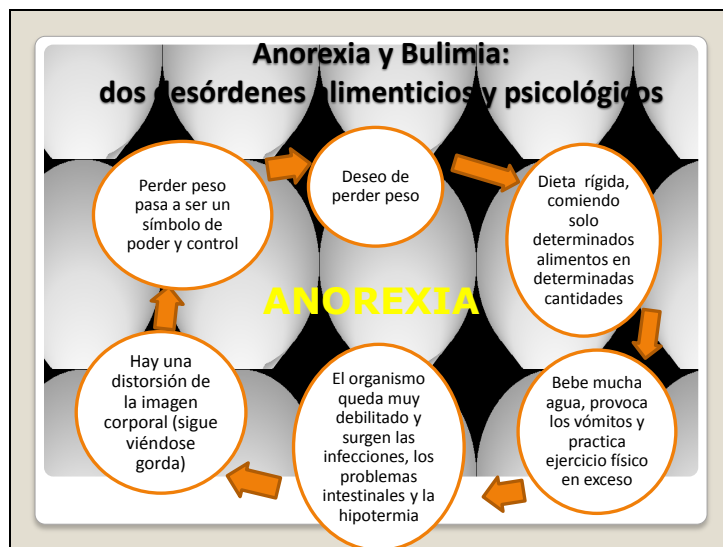 Anorexia y Bulimia:
dos desórdenes alimenticios y psicológicos
Deseo de
perder peso
Dieta rígida,
comiendo
solo
determinados
alimentos en
determinadas
cantidades
Bebe mucha
agua, provoca
los vómitos y
practica
ejercicio físico
en exceso
El organismo
queda muy
debilitado y
surgen las
infecciones, los
problemas
intestinales y la
hipotermia
Hay una
distorsión de
la imagen
corporal (sigue
viéndose
gorda)
Perder peso
pasa a ser un
símbolo de
poder y control
ANOREXIA